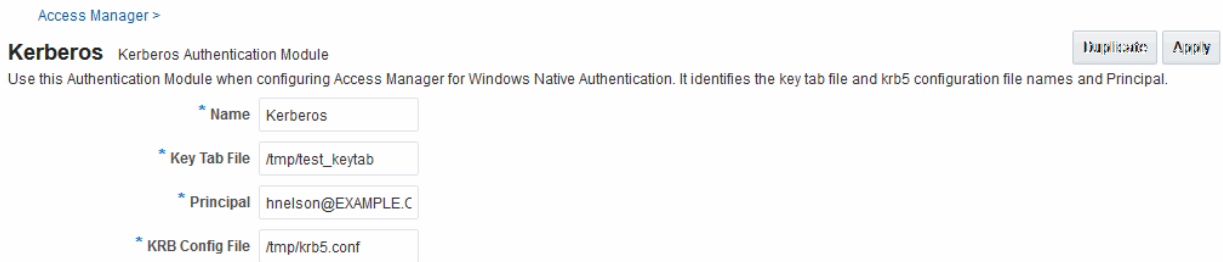 Access Manager >
Kerberos Kerberos Authentication Module
Duplicate Apply
Use this Authentication Module when configuring Access Manager for Windows Native Authentication. It identifies the key tab file and krb5 configuration file names and Principal.
* Name Kerberos
* Key Tab File /tmp/test_keytab
* Principal hnelson@EXAMPLE.C
* KRB Config File /tmp/krb5.conf